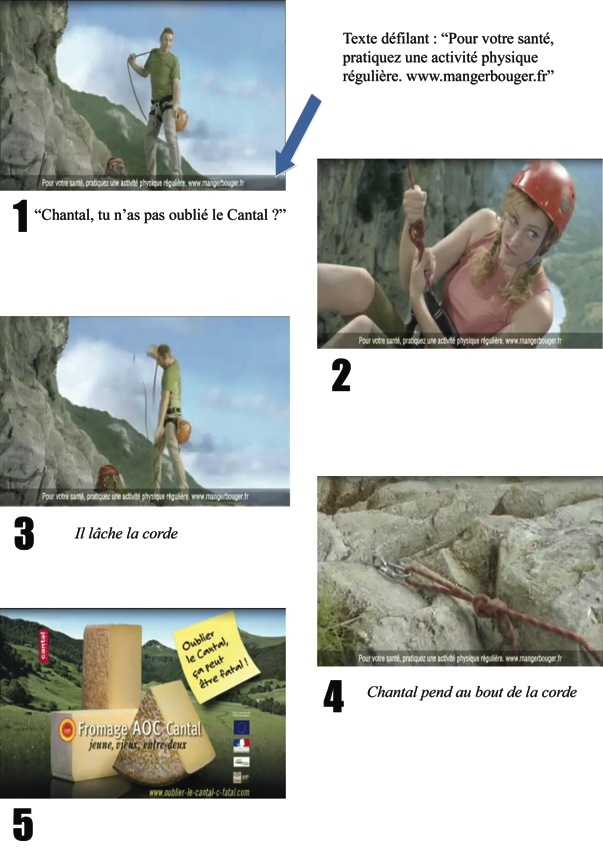 Texte défilant : “Pour votre santé,
pratiquez une activité physique
régulière. www.mangerbouger.fr”
Pour votre santé, pratiquez une activité physique régulière. www.mangerbouger.fr
1
“Chantal, tu n’as pas oublié le Cantal ?”
Pour votre santé, pratiquez une activité physique régulière. www.mangerbouger.fr
2
Pour votre santé, pratiquez une activité physique régulière. www.mangerbouger.fr
3
Il lâche la corde
Pour votre santé, pratiquez une activité physique régulière. www.mangerbouger.fr
4
Chantal pend au bout de la corde
cantal
Oublier
le Cantal,
ça peut
être fatal !
Fromage AOC Cantal
jeune, vieux, entre-deux
www.oublier-le-cantal-c-fatal.com
5